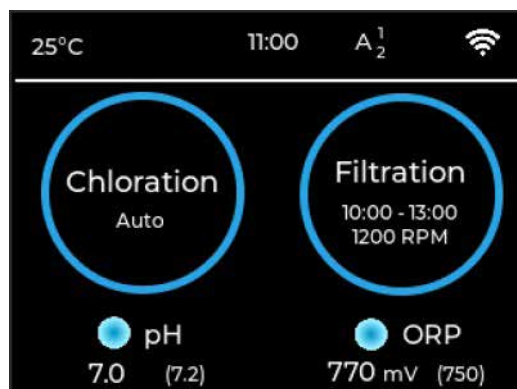 25°C 11:00 A 1 2
Chloration
Auto
Filtration
10:00 - 13:00
1200 RPM
pH
7.0 (7.2)
ORP
770 mV (750)